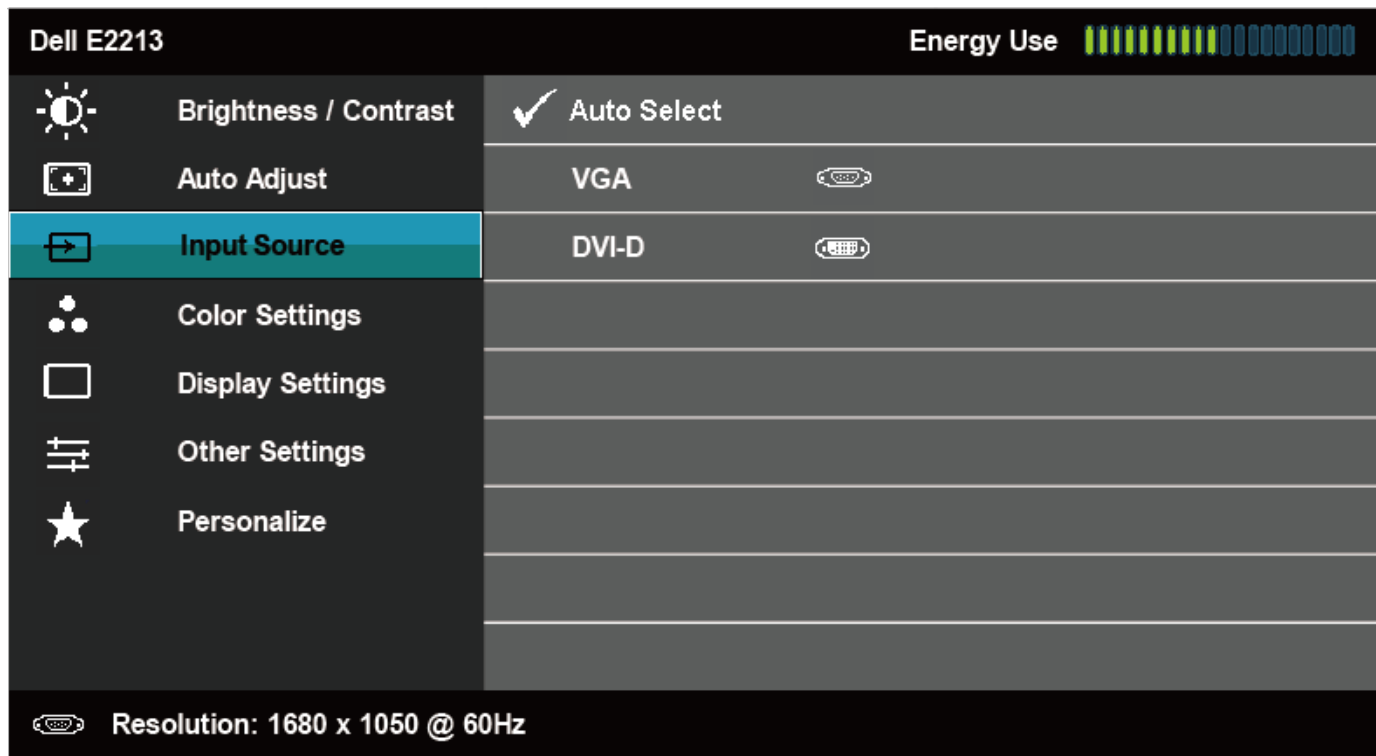 Dell E2213 Energy Use
Brightness / Contrast Auto Select
Auto Adjust VGA
Input Source DVI-D
Color Settings
Display Settings
Other Settings
Personalize
Resolution: 1680 x 1050 @ 60Hz